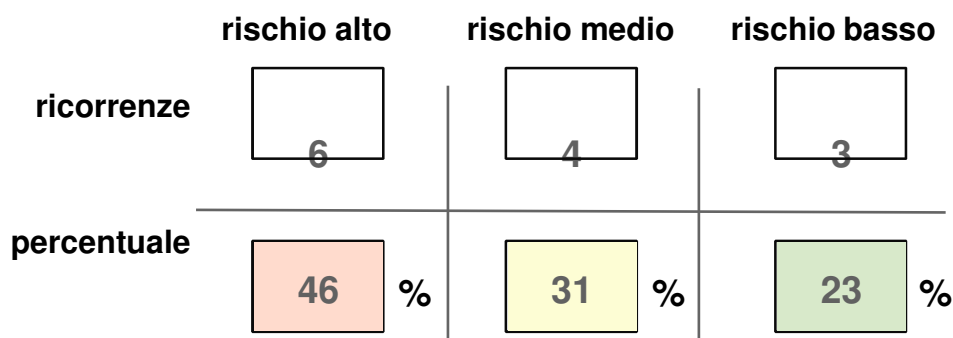 rischio alto rischio medio rischio basso
ricorrenze
6 4 3
percentuale
46 % 31 % 23 %